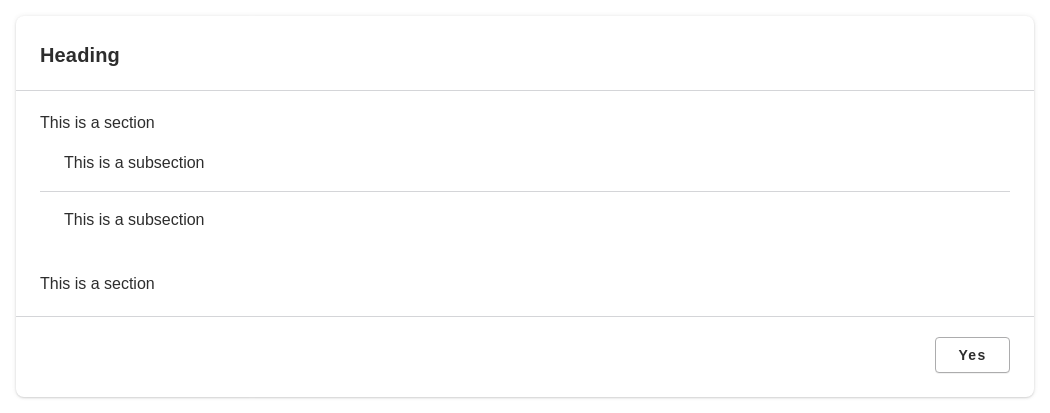 Heading
This is a section
This is a subsection
This is a subsection
This is a section
Yes